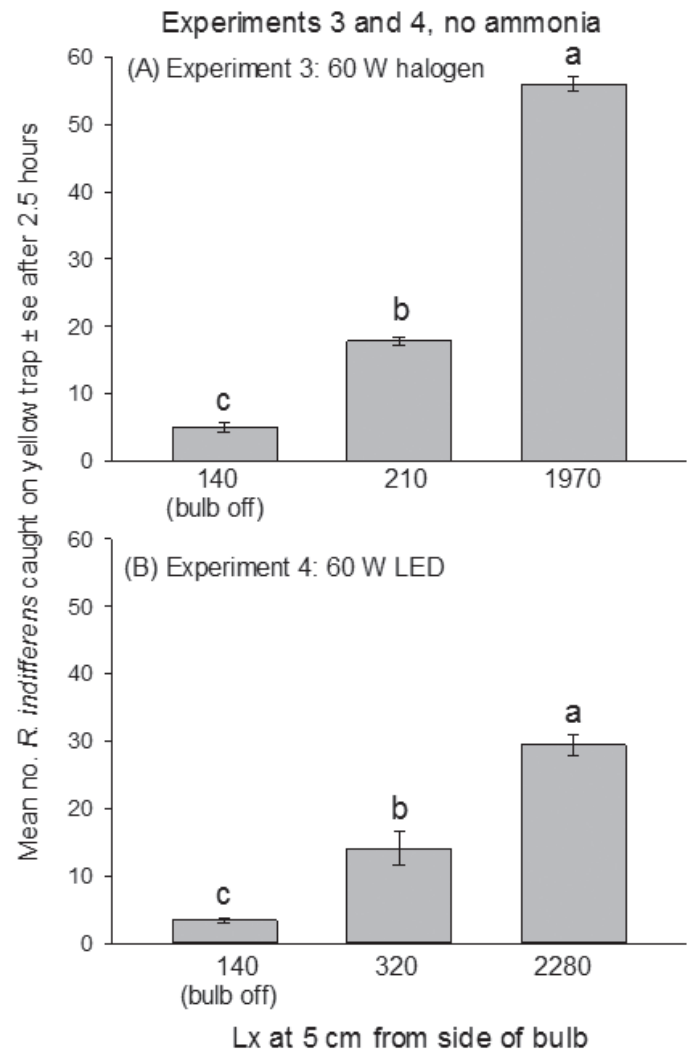 Experiments 3 and 4, no ammonia
Mean no. R. indifferens caught on yellow trap ± se after 2.5 hours
(A) Experiment 3: 60 W halogen
60
50
40
30
20
10
0
c
b
a
140
(bulb off)
210
1970
(B) Experiment 4: 60 W LED
60
50
40
30
20
10
0
c
b
a
140
(bulb off)
320
2280
Lx at 5 cm from side of bulb